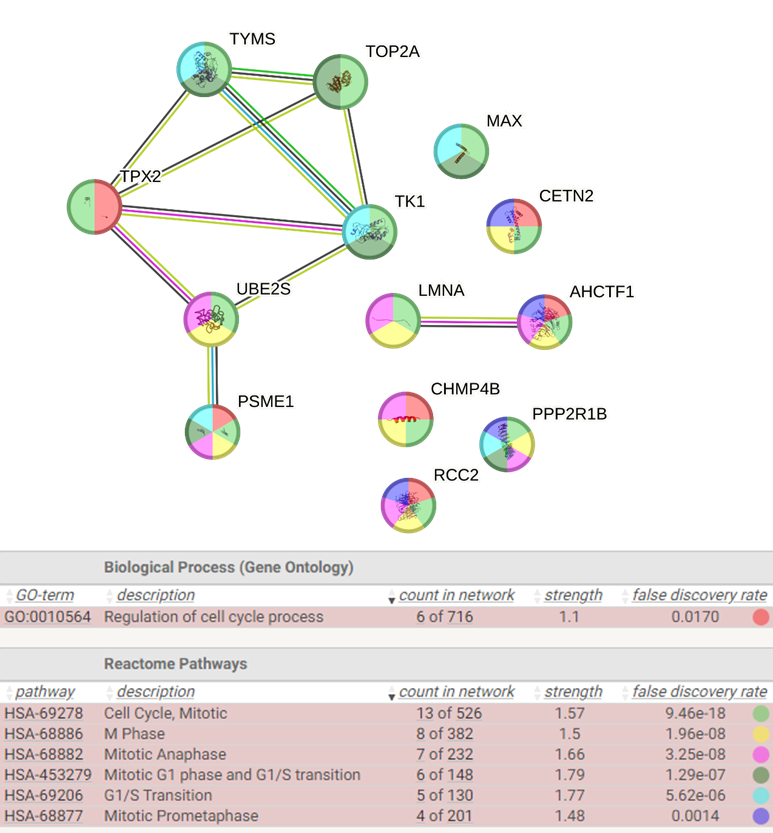 TYMS
TOP2A
MAX
TPX2
CETN2
TK1
UBE2S
LMNA
AHCTF1
CHMP4B
PSME1
PPP2R1B
RCC2
Biological Process (Gene Ontology)
GO-term description count in network strength false discovery rate
GO:0010564 Regulation of cell cycle process 6 of 716 1.1 0.0170
Reactome Pathways
pathway description count in network strength false discovery rate
HSA-69278 Cell Cycle, Mitotic 13 of 526 1.57 9.46e-18
HSA-68886 M Phase 8 of 382 1.5 1.96e-08
HSA-68882 Mitotic Anaphase 7 of 232 1.66 3.25e-08
HSA-453279 Mitotic G1 phase and G1/S transition 6 of 148 1.79 1.29e-07
HSA-69206 G1/S Transition 5 of 130 1.77 5.62e-06
HSA-68877 Mitotic Prometaphase 4 of 201 1.48 0.0014